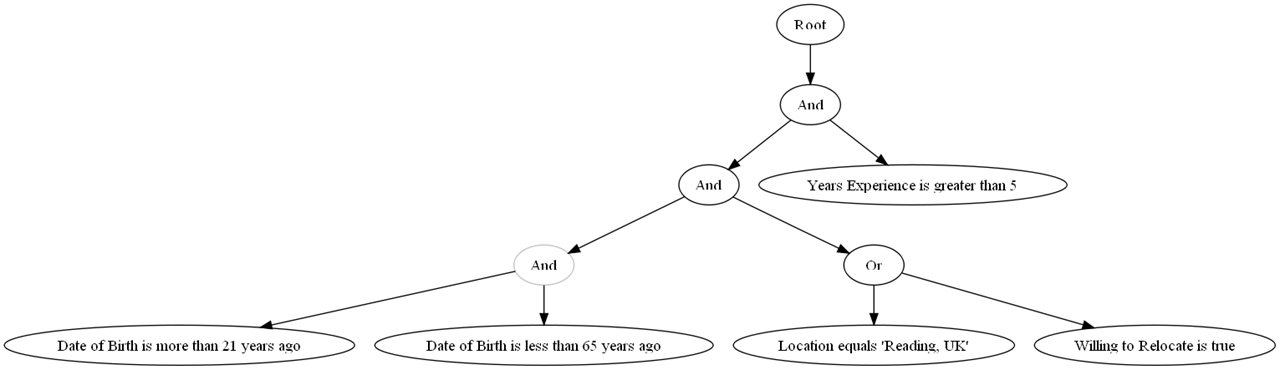 Root
And
And
Years Experience is greater than 5
And
Or
Date of Birth is more than 21 years ago
Date of Birth is less than 65 years ago
Location equals 'Reading, UK'
Willing to Relocate is true